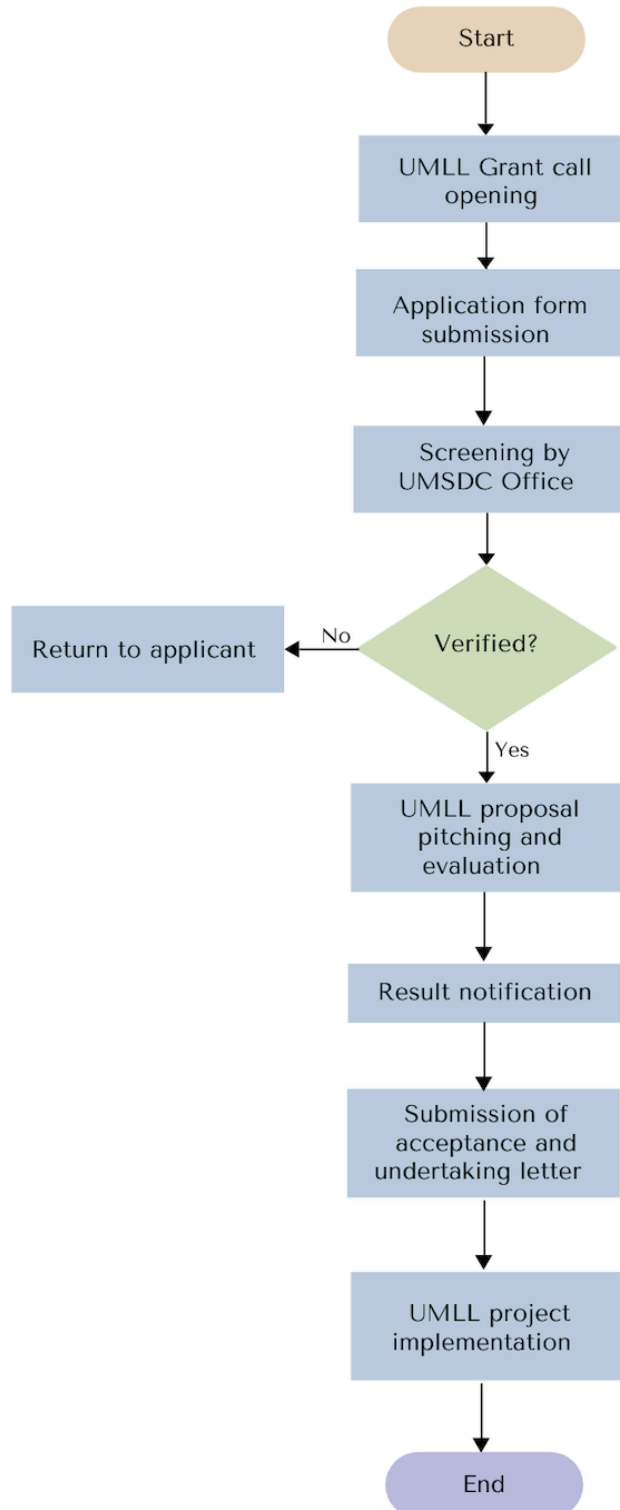 Start
UMLL Grant call
opening
Application form
submission
Screening by
UMSDC Office
Verified?
No
Return to applicant
Yes
UMLL proposal
pitching and
evaluation
Result notification
Submission of
acceptance and
undertaking letter
UMLL project
implementation
End